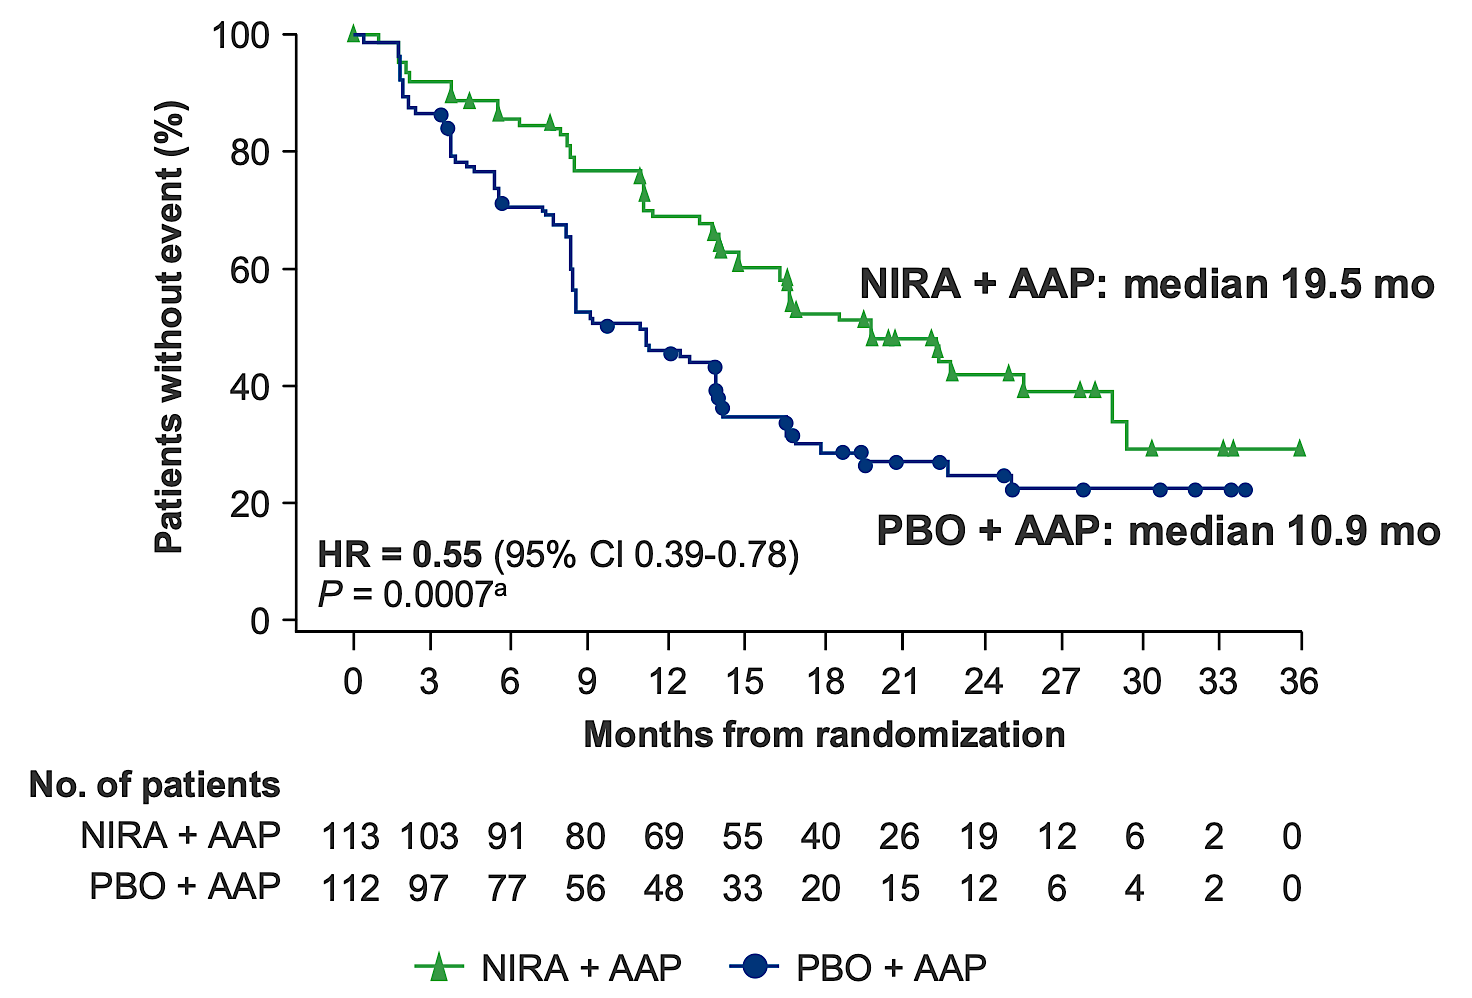 100
80
60
40
20
0
Patients without event (%)
NIRA + AAP: median 19.5 mo
PBO + AAP: median 10.9 mo
HR = 0.55 (95% CI 0.39-0.78)
P = 0.0007ᵃ
0 3 6 9 12 15 18 21 24 27 30 33 36
Months from randomization
No. of patients
NIRA + AAP 113 103 91 80 69 55 40 26 19 12 6 2 0
PBO + AAP 112 97 77 56 48 33 20 15 12 6 4 2 0
NIRA + AAP PBO + AAP